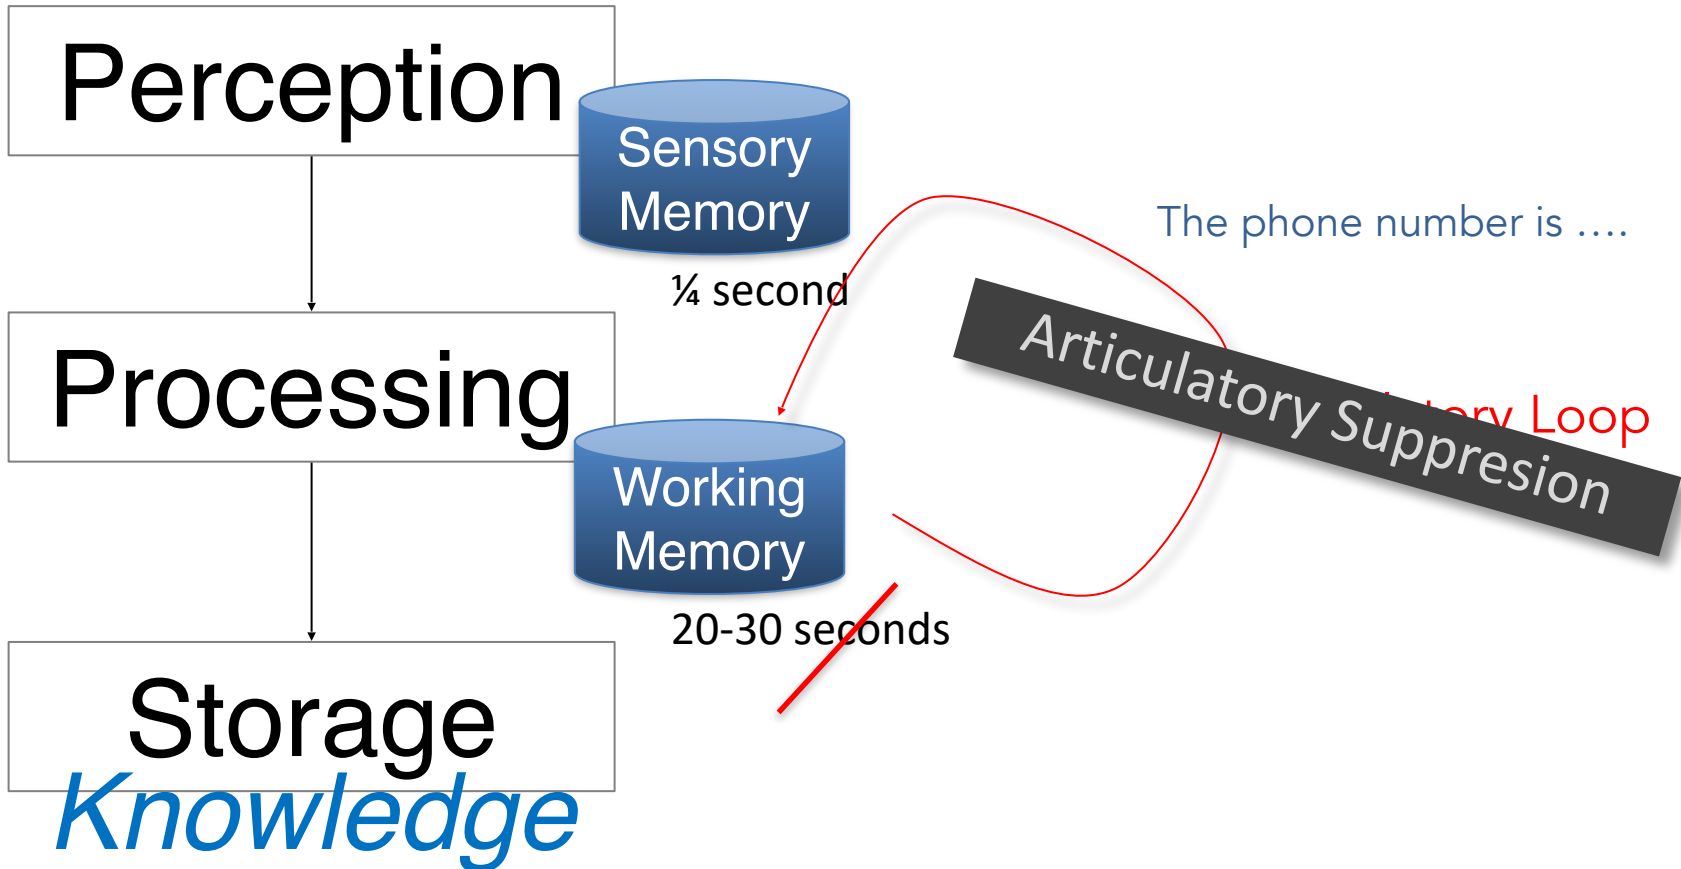 Perception
Sensory
Memory
¼ second
The phone number is ....
Processing
Articulatory Suppresion
Loop
Working
Memory
20-30 seconds
Storage
Knowledge